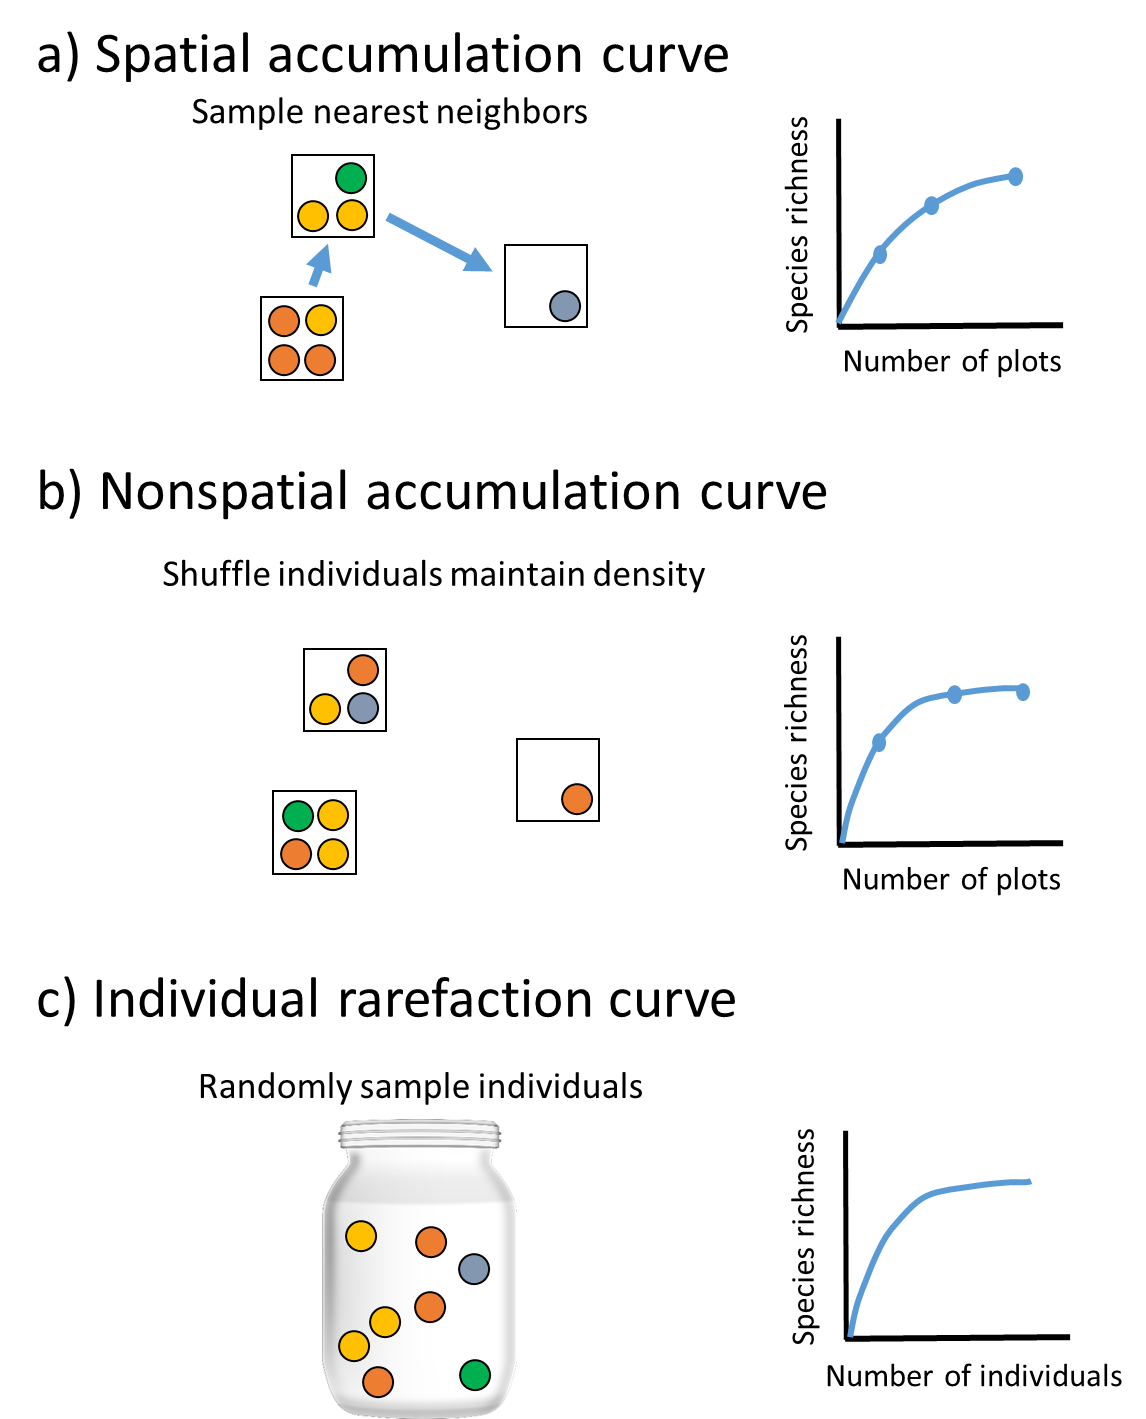 a) Spatial accumulation curve
Sample nearest neighbors
Species richness
Number of plots
b) Nonspatial accumulation curve
Shuffle individuals maintain density
Species richness
Number of plots
c) Individual rarefaction curve
Randomly sample individuals
Species richness
Number of individuals